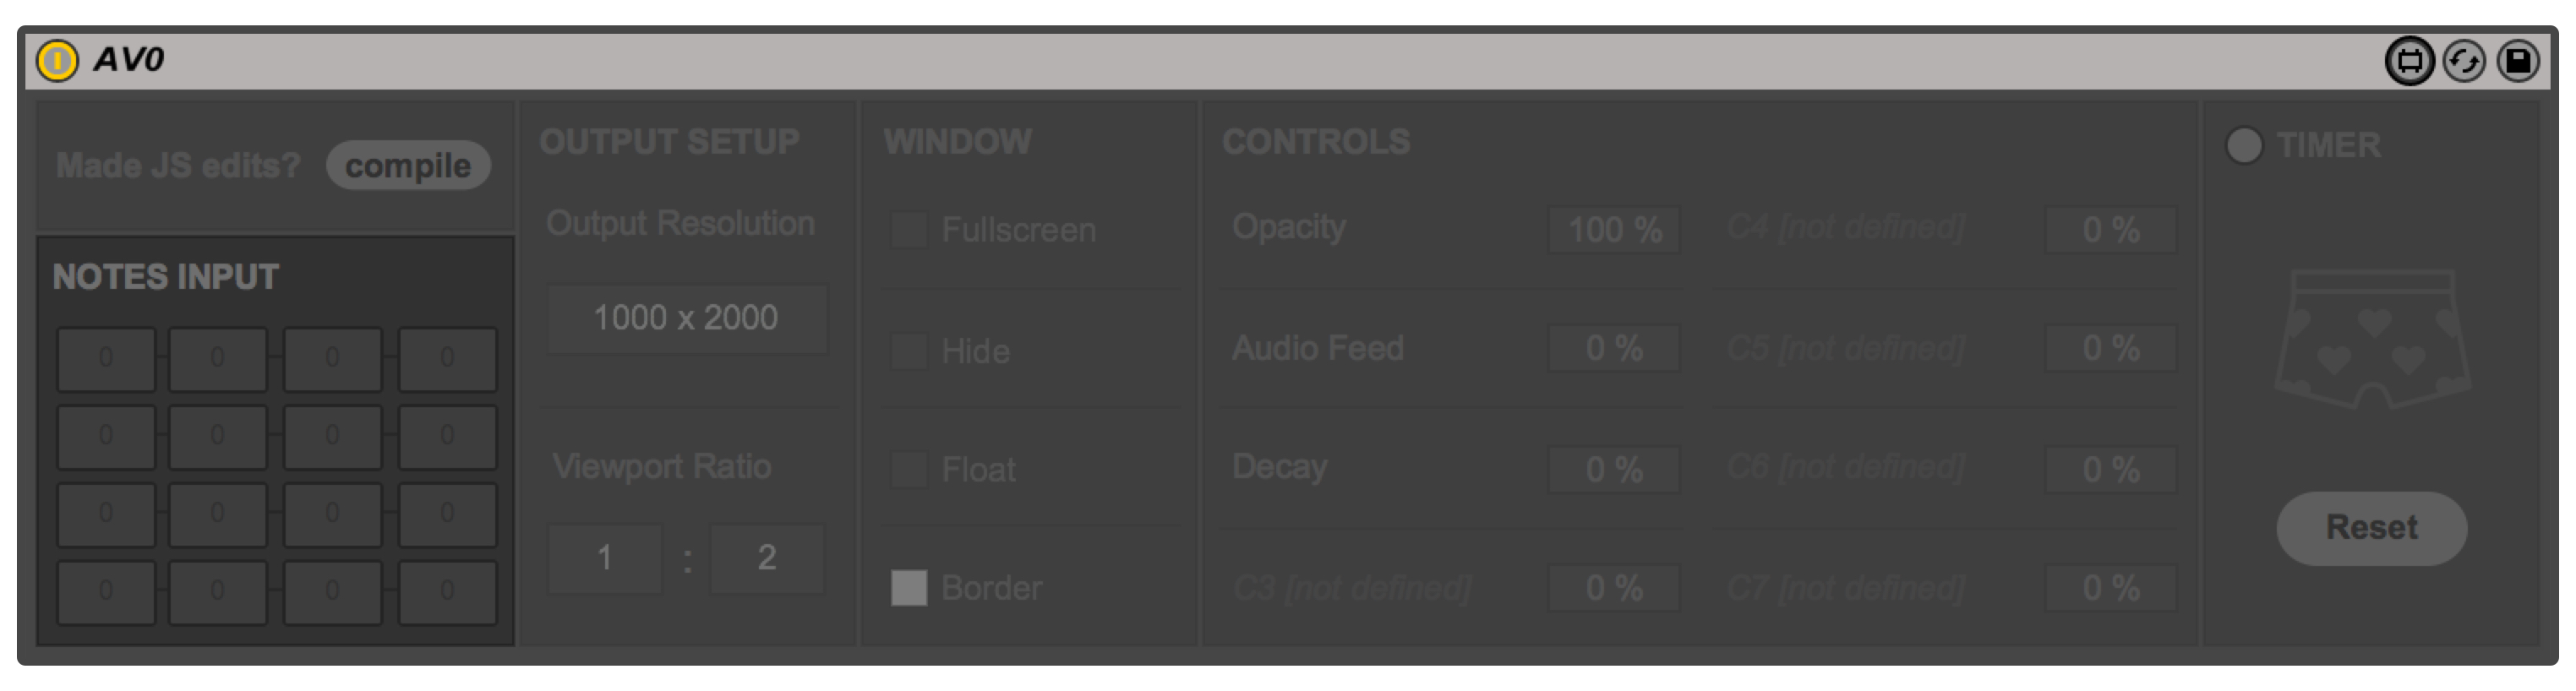 AV0
Made JS edits? compile
NOTES INPUT
0 0 0 0
0 0 0 0
0 0 0 0
0 0 0 0
OUTPUT SETUP
Output Resolution
1000 x 2000
Viewport Ratio
1 : 2
WINDOW
Fullscreen
Hide
Float
Border
CONTROLS
Opacity 100 % C4 [not defined] 0 %
Audio Feed 0 % C5 [not defined] 0 %
Decay 0 % C6 [not defined] 0 %
C3 [not defined] 0 % C7 [not defined] 0 %
TIMER
Reset